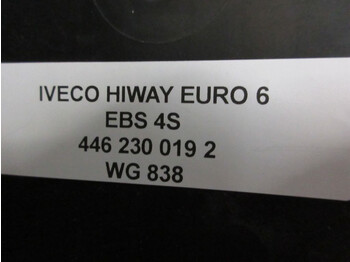 IVECO HIWAY EURO 6
EBS 4S
446 230 019 2
WG 838